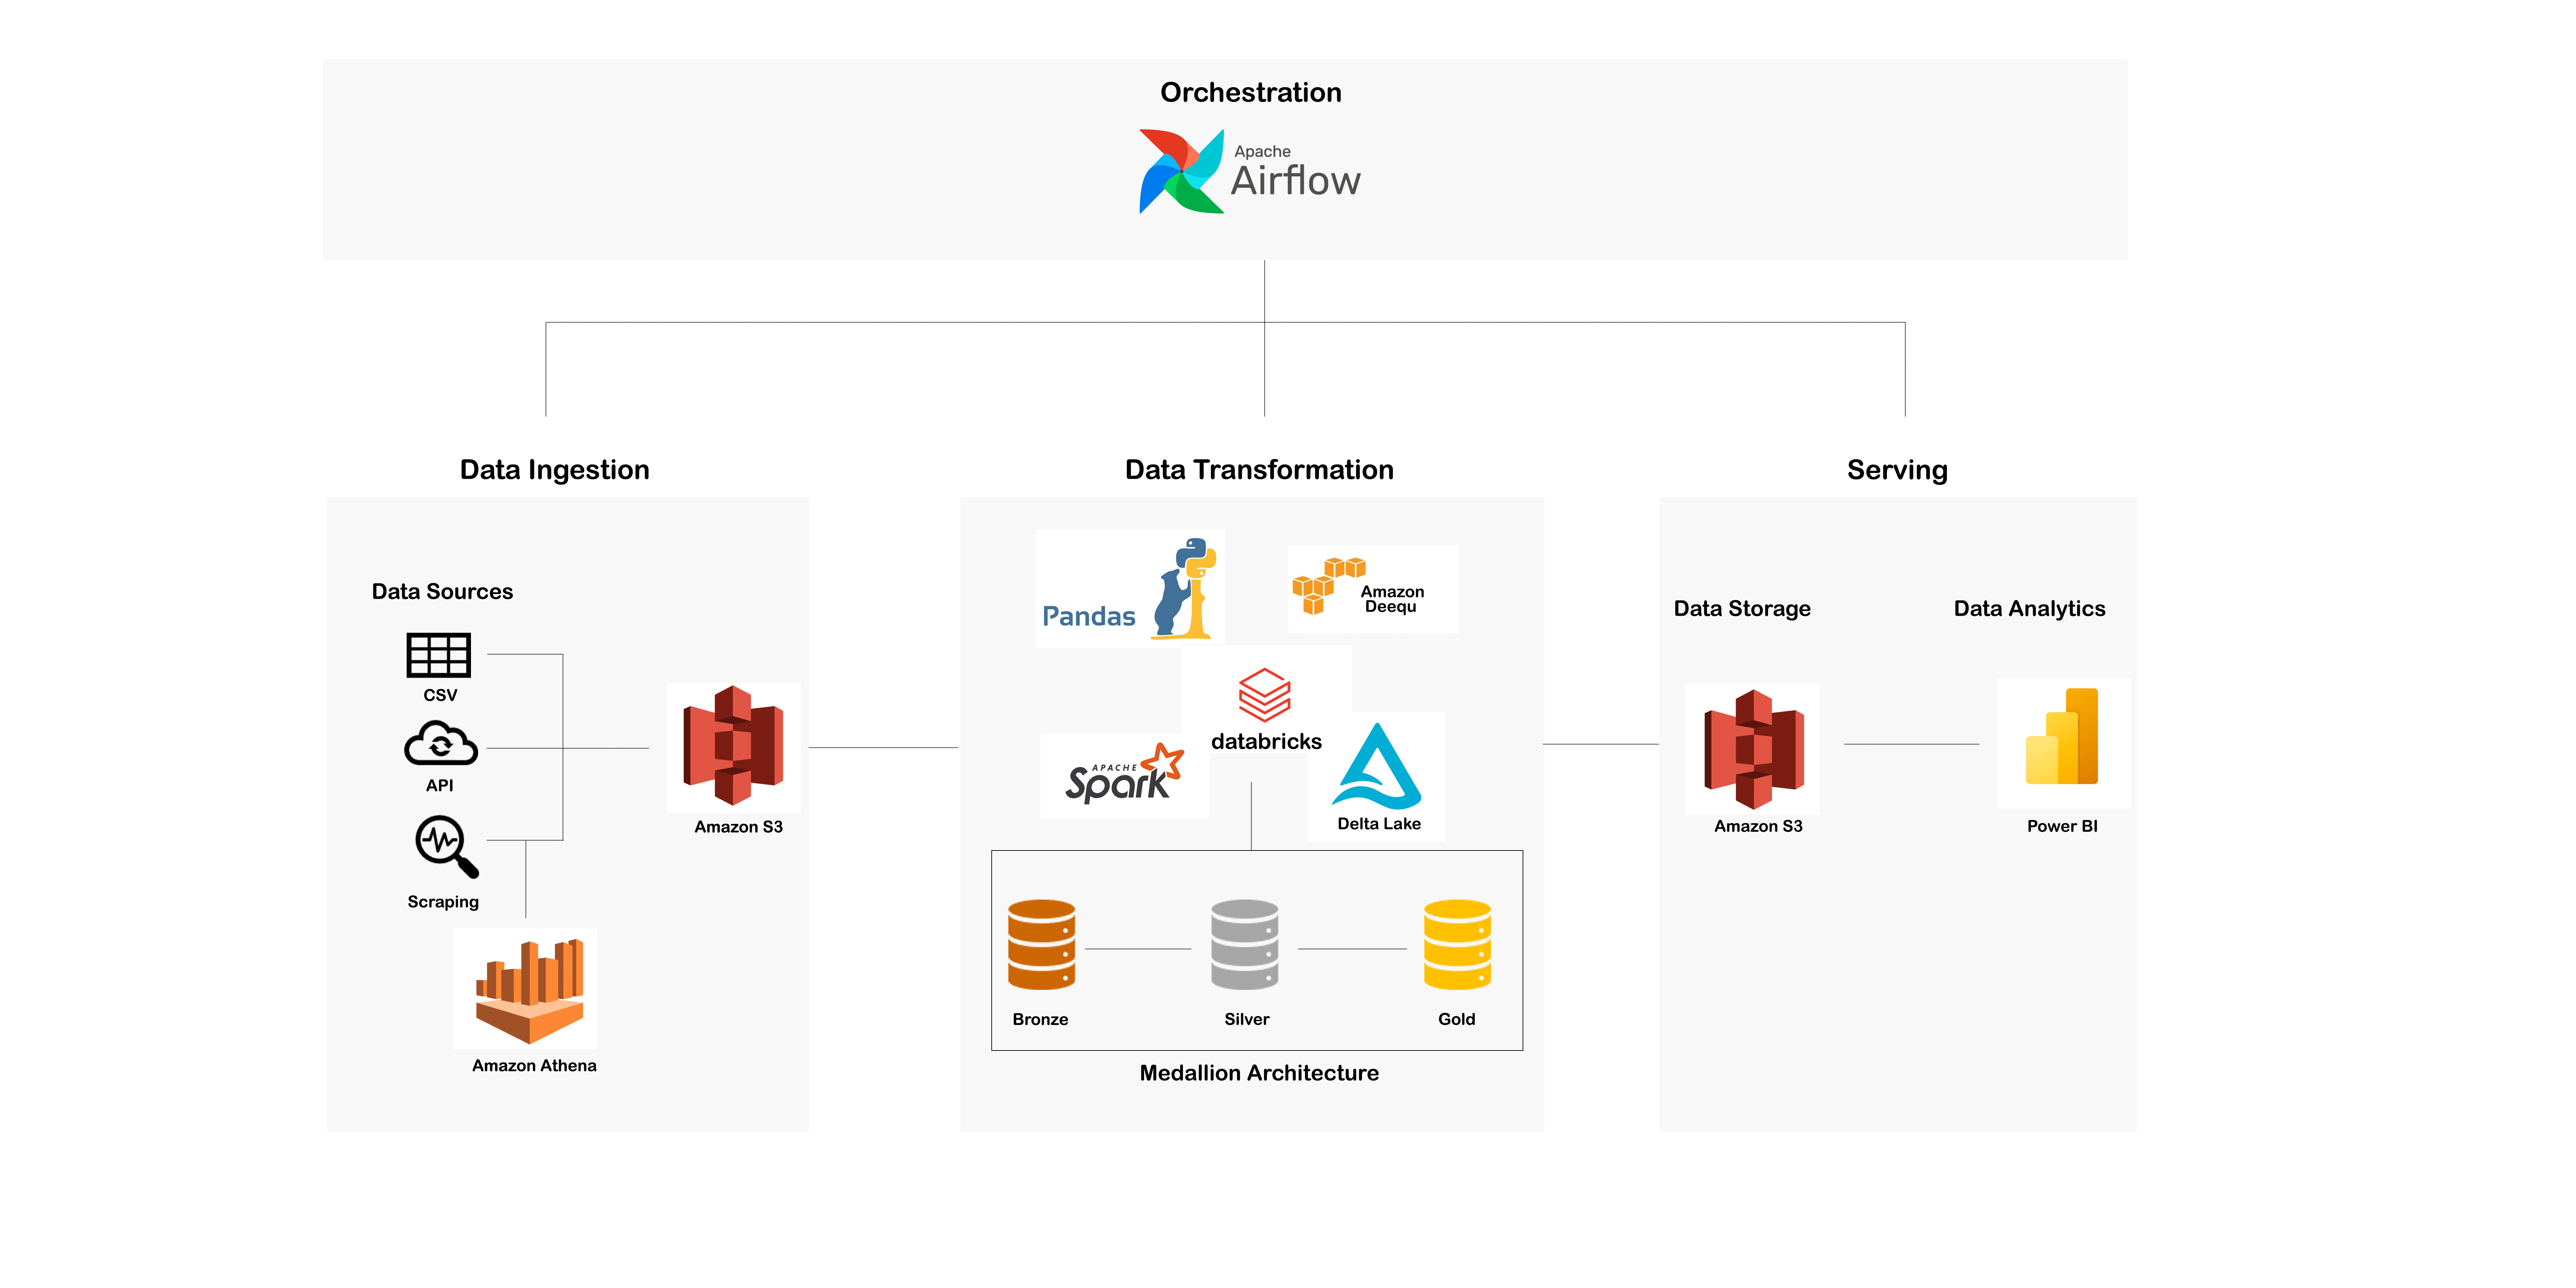 Orchestration
Apache
Airflow
Data Ingestion
Data Transformation
Serving
Data Sources
CSV
API
Scraping
Amazon S3
Amazon Athena
Pandas
Amazon
Deequ
databricks
APACHE
Spark
Delta Lake
Bronze
Silver
Gold
Medallion Architecture
Data Storage
Data Analytics
Amazon S3
Power BI